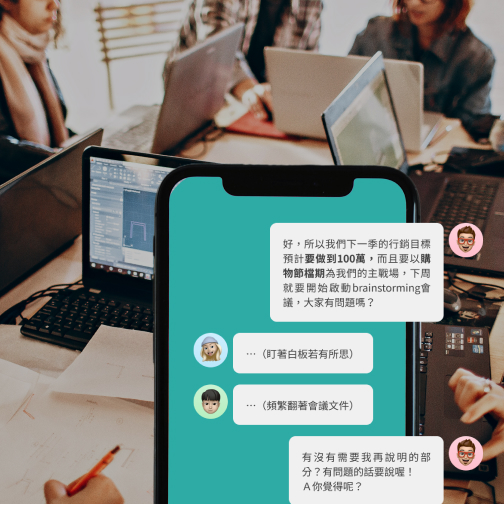 好，所以我們下一季的行銷目標
預計要做到100萬，而且要以購
物節檔期為我們的主戰場，下周
就要開始啟動brainstorming會
議，大家有問題嗎？
⋯（盯著白板若有所思）
⋯（頻繁翻著會議文件）
有沒有需要我再說明的部
分？有問題的話要說喔！
A你覺得呢？